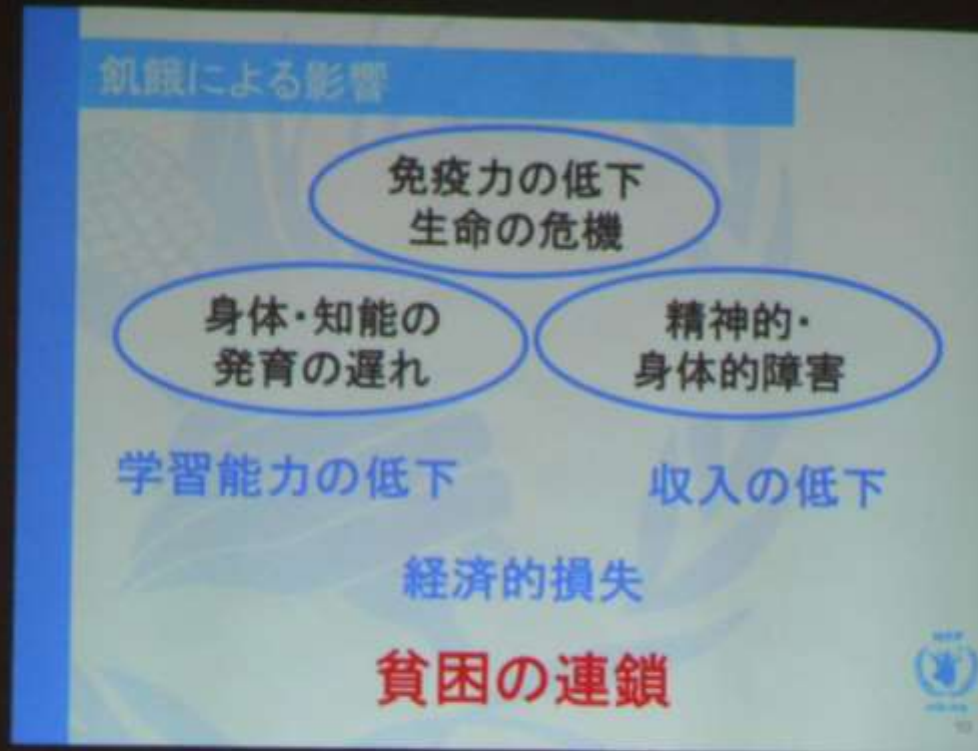 飢餓による影響
免疫力の低下
生命の危機
身体・知能の
発育の遅れ
精神的・
身体的障害
学習能力の低下
収入の低下
経済的損失
貧困の連鎖
WFP